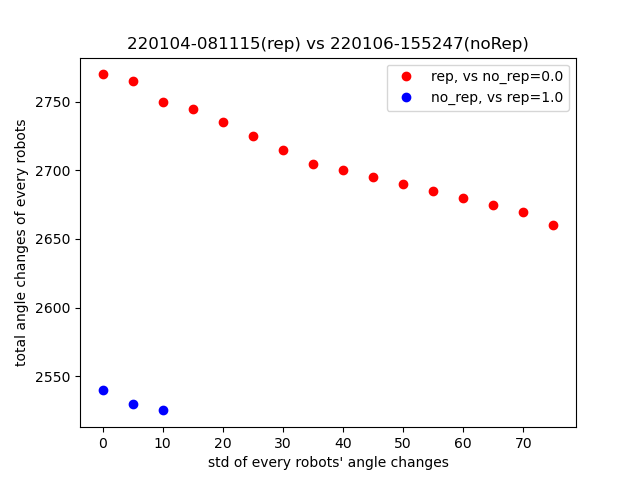 220104-081115(rep) vs 220106-155247(noRep)
rep, vs no_rep=0.0
no_rep, vs rep=1.0
total angle changes of every robots
2750
2700
2650
2600
2550
0 10 20 30 40 50 60 70
std of every robots' angle changes